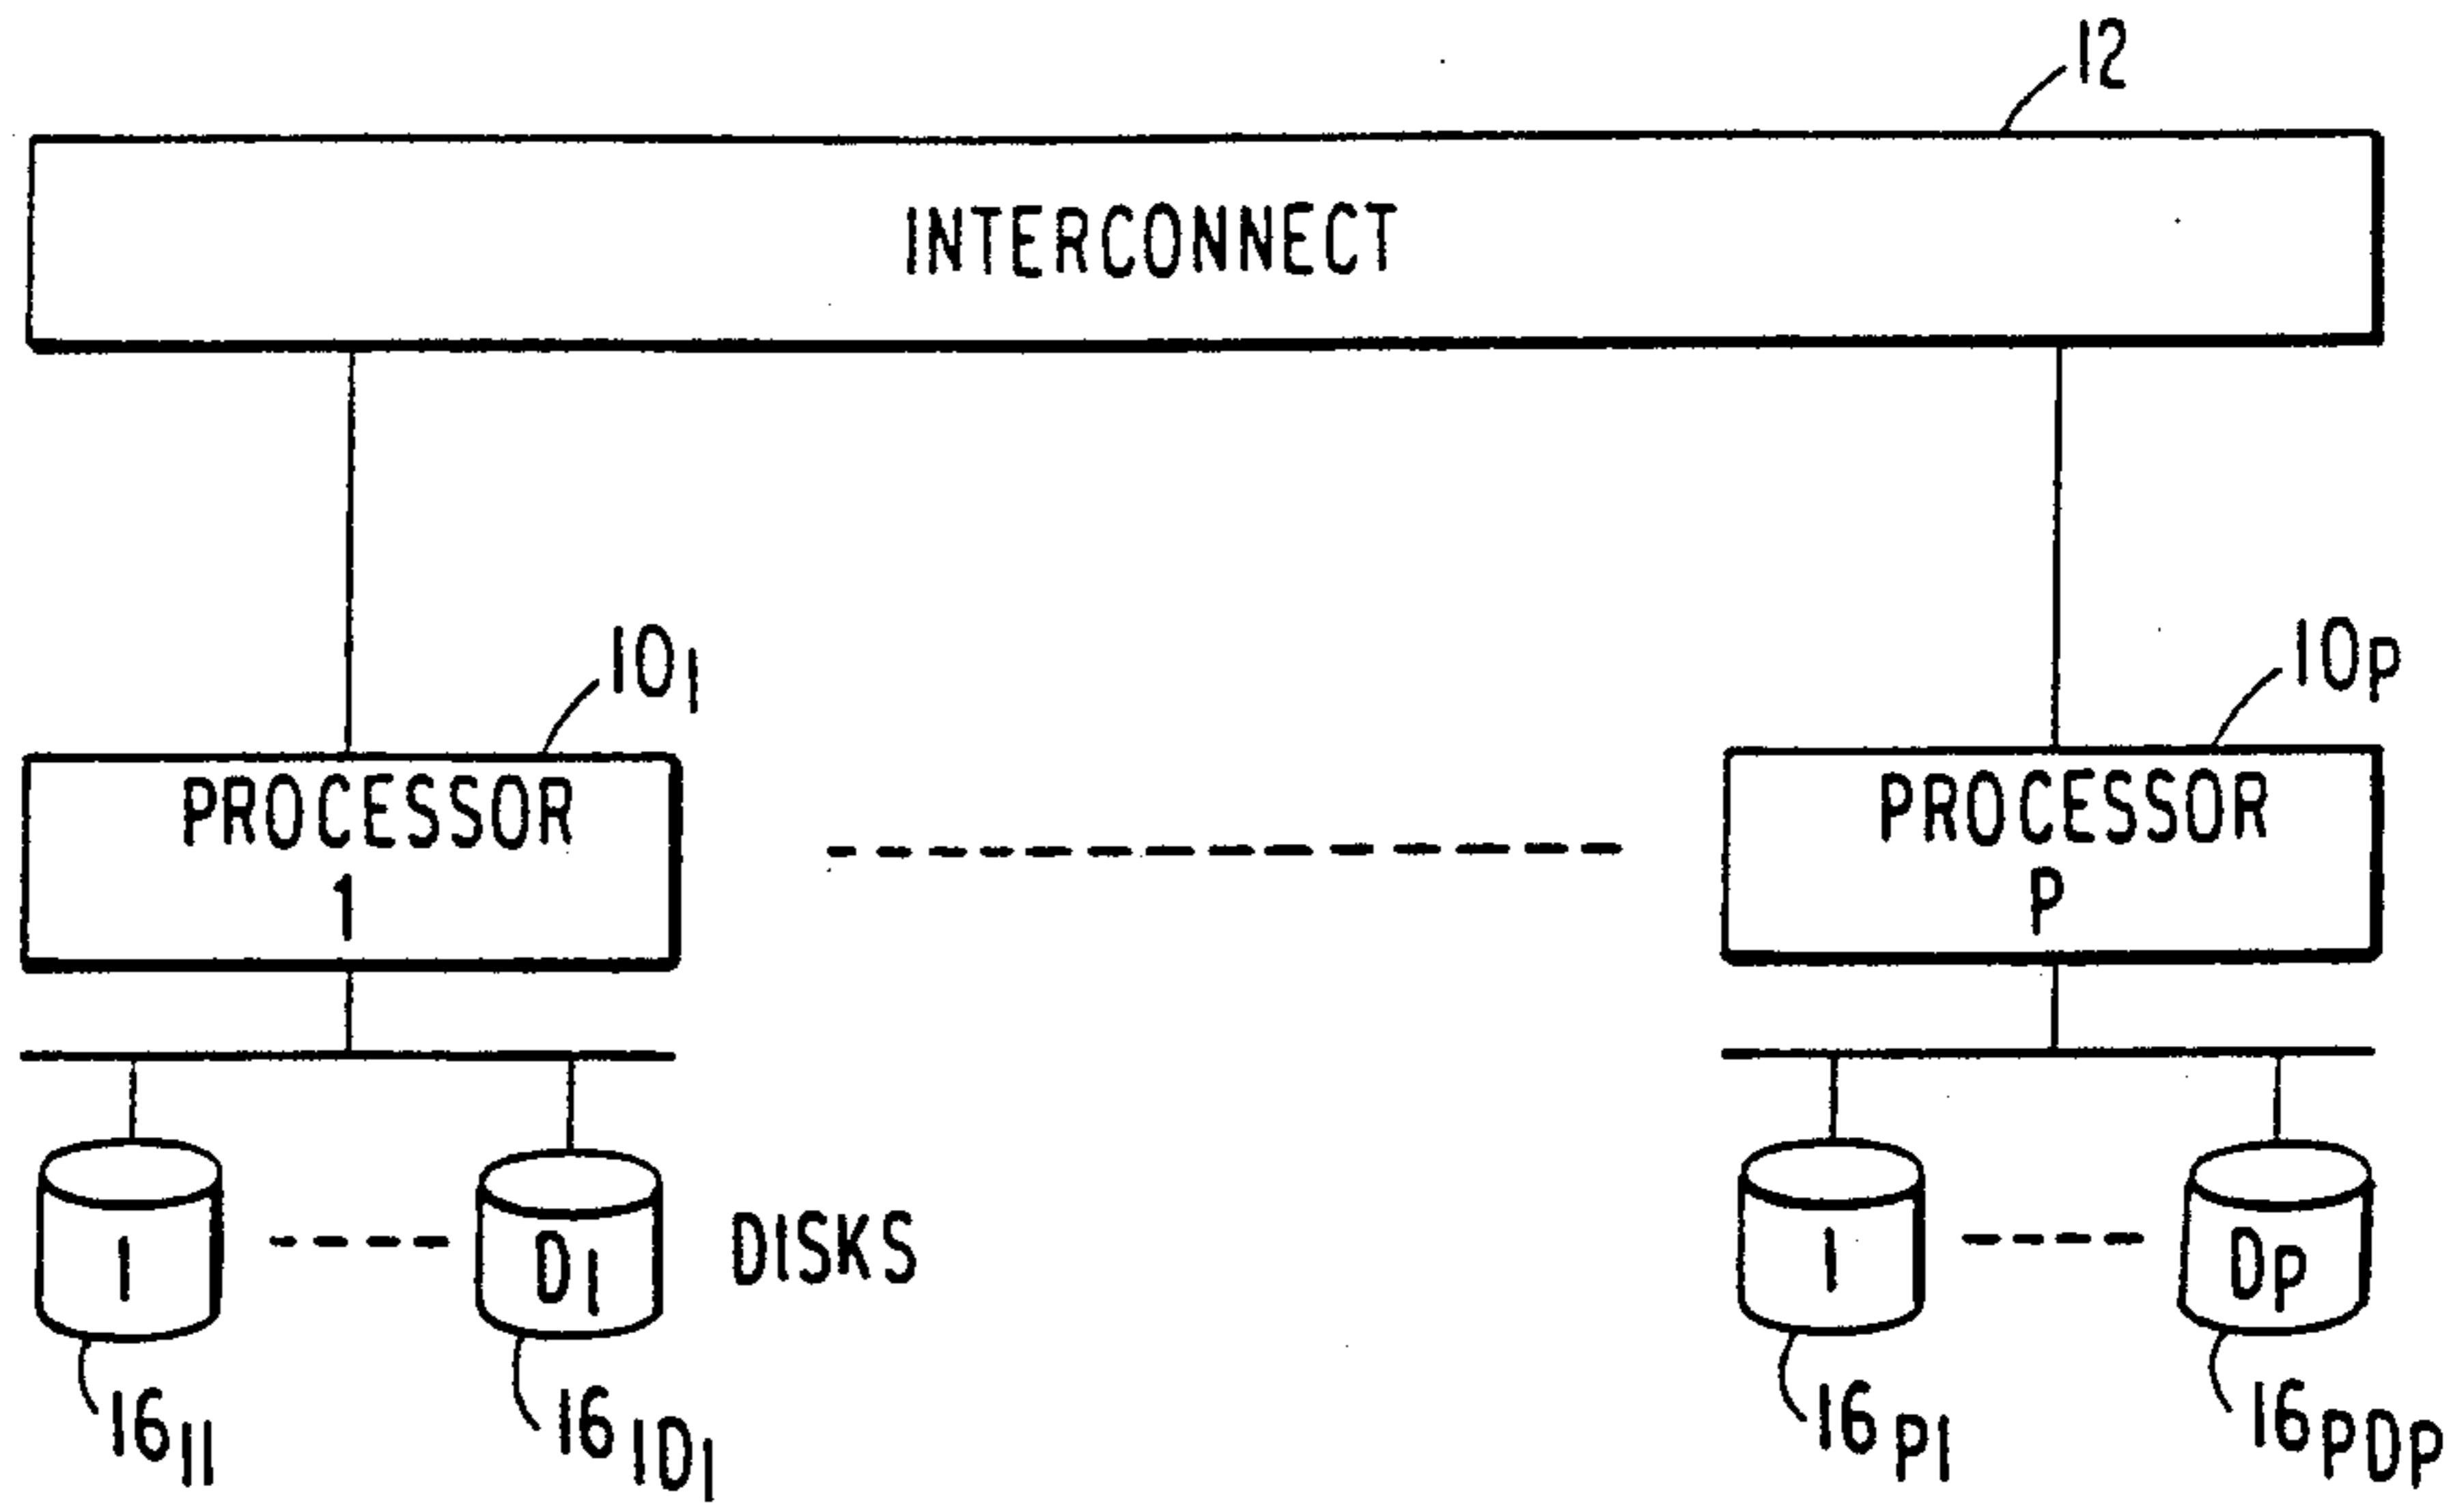 12
INTERCONNECT
10₁
10P
PROCESSOR
1
PROCESSOR
P
1
D₁
DISKS
1
DP
16₁₁
16₁D₁
16P₁
16PDP